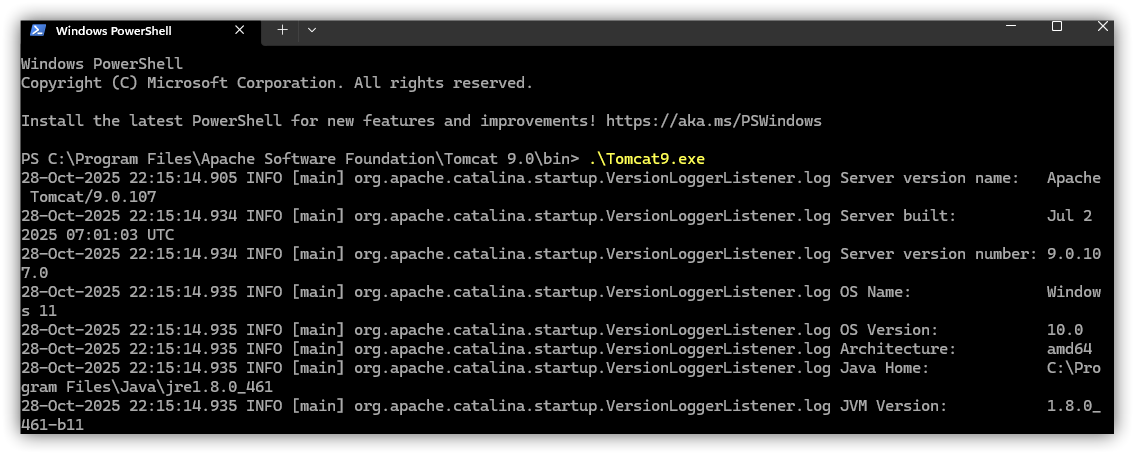 Windows PowerShell
Windows PowerShell
Copyright (C) Microsoft Corporation. All rights reserved.
Install the latest PowerShell for new features and improvements! https://aka.ms/PSWindows
PS C:\Program Files\Apache Software Foundation\Tomcat 9.0\bin> .\Tomcat9.exe
28-Oct-2025 22:15:14.905 INFO [main] org.apache.catalina.startup.VersionLoggerListener.log Server version name:   Apache
 Tomcat/9.0.107
28-Oct-2025 22:15:14.934 INFO [main] org.apache.catalina.startup.VersionLoggerListener.log Server built:          Jul 2
2025 07:01:03 UTC
28-Oct-2025 22:15:14.934 INFO [main] org.apache.catalina.startup.VersionLoggerListener.log Server version number: 9.0.10
7.0
28-Oct-2025 22:15:14.935 INFO [main] org.apache.catalina.startup.VersionLoggerListener.log OS Name:               Window
s 11
28-Oct-2025 22:15:14.935 INFO [main] org.apache.catalina.startup.VersionLoggerListener.log OS Version:            10.0
28-Oct-2025 22:15:14.935 INFO [main] org.apache.catalina.startup.VersionLoggerListener.log Architecture:          amd64
28-Oct-2025 22:15:14.935 INFO [main] org.apache.catalina.startup.VersionLoggerListener.log Java Home:             C:\Pro
gram Files\Java\jre1.8.0_461
28-Oct-2025 22:15:14.935 INFO [main] org.apache.catalina.startup.VersionLoggerListener.log JVM Version:           1.8.0_
461-b11